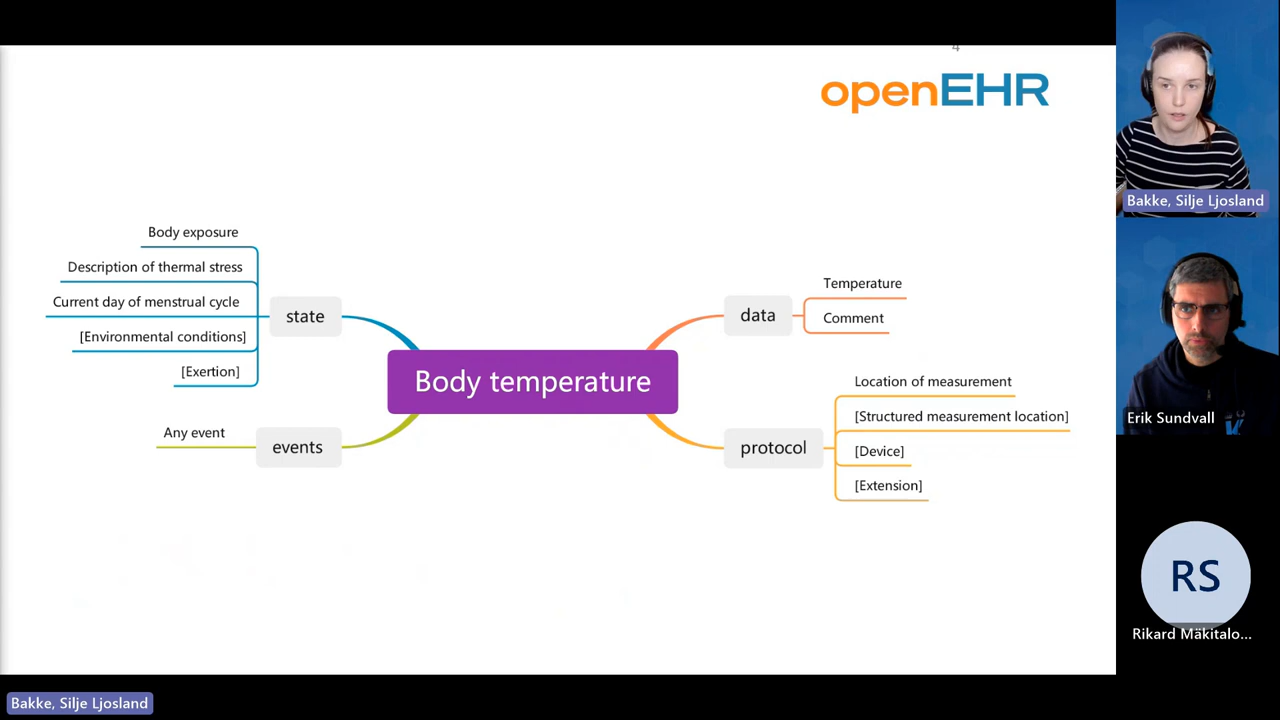 4
openEHR
Body exposure
Description of thermal stress
Current day of menstrual cycle
[Environmental conditions]
[Exertion]
state
Any event
events
Body temperature
data
Temperature
Comment
protocol
Location of measurement
[Structured measurement location]
[Device]
[Extension]
Bakke, Silje Ljosland
Erik Sundvall
RS
Rikard Mäkitalo...
Bakke, Silje Ljosland